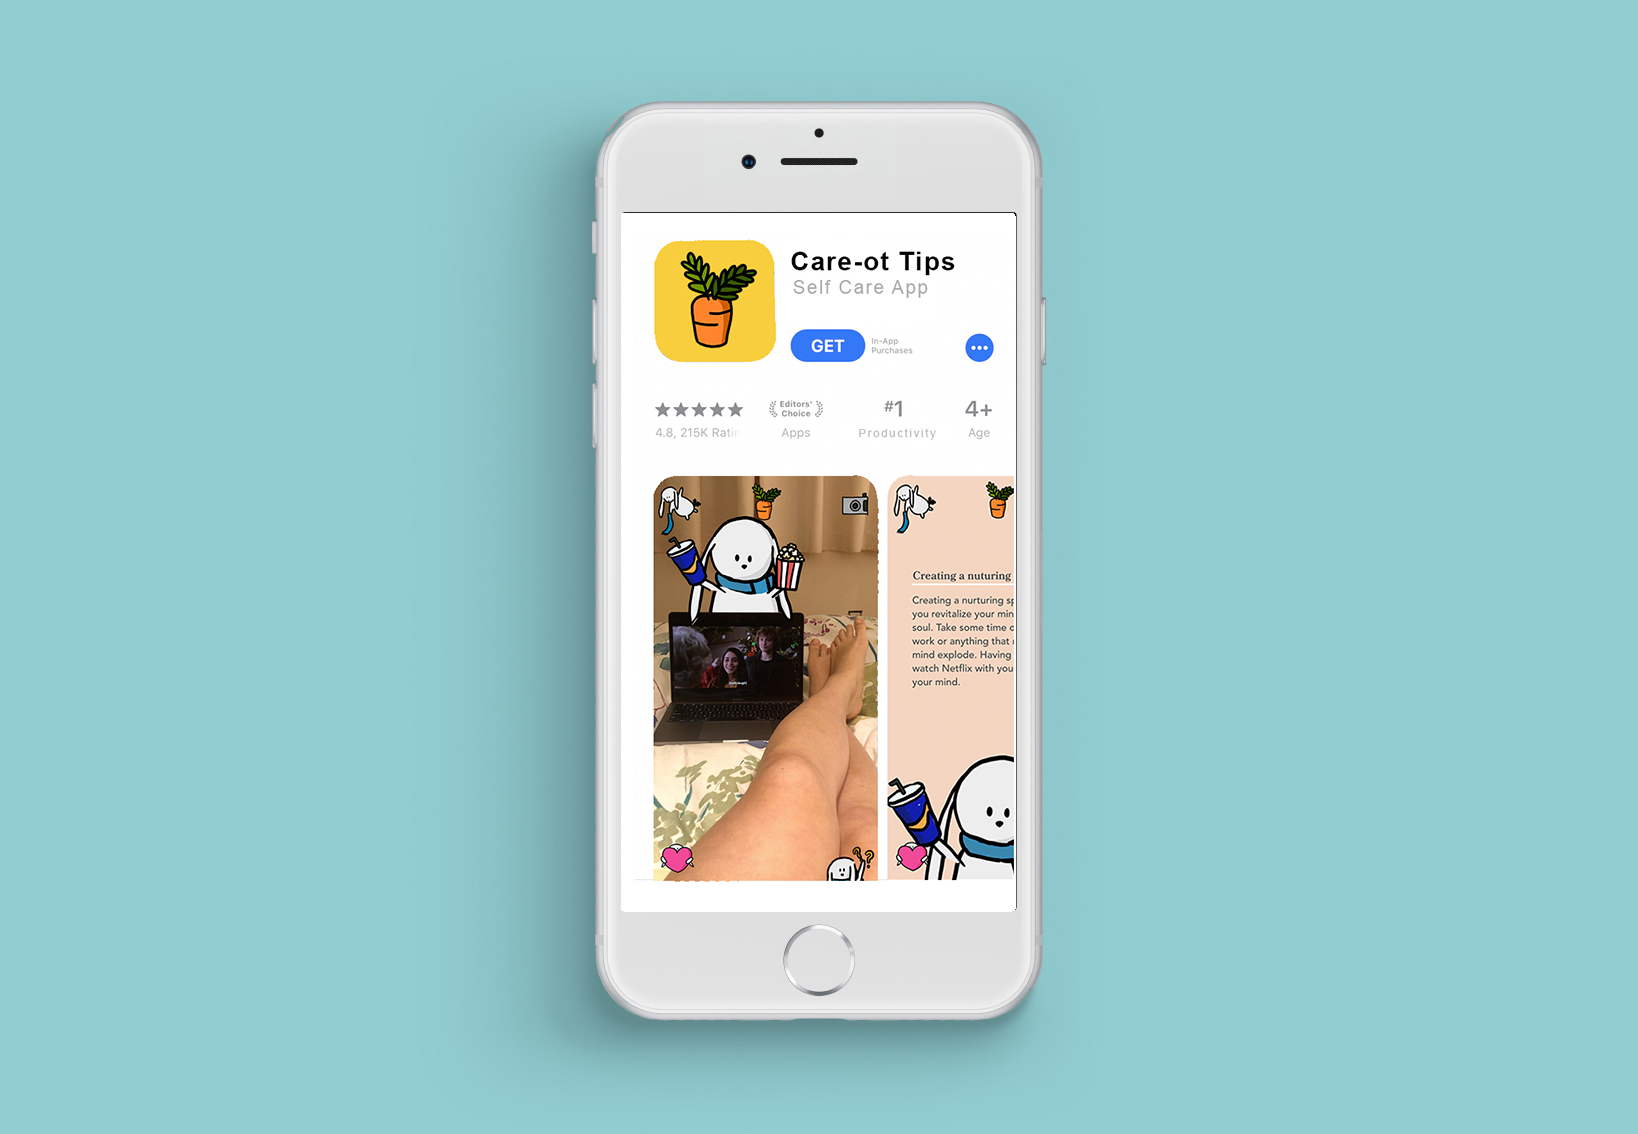 Care-ot Tips
Self Care App
GET
In-App
Purchases
4.8, 215K Ratin
Editors'
Choice
Apps
#1
Productivity
4+
Age
Creating a nuturing
Creating a nurturing sp
you revitalize your min
soul. Take some time o
work or anything that
mind explode. Having
watch Netflix with you
your mind.